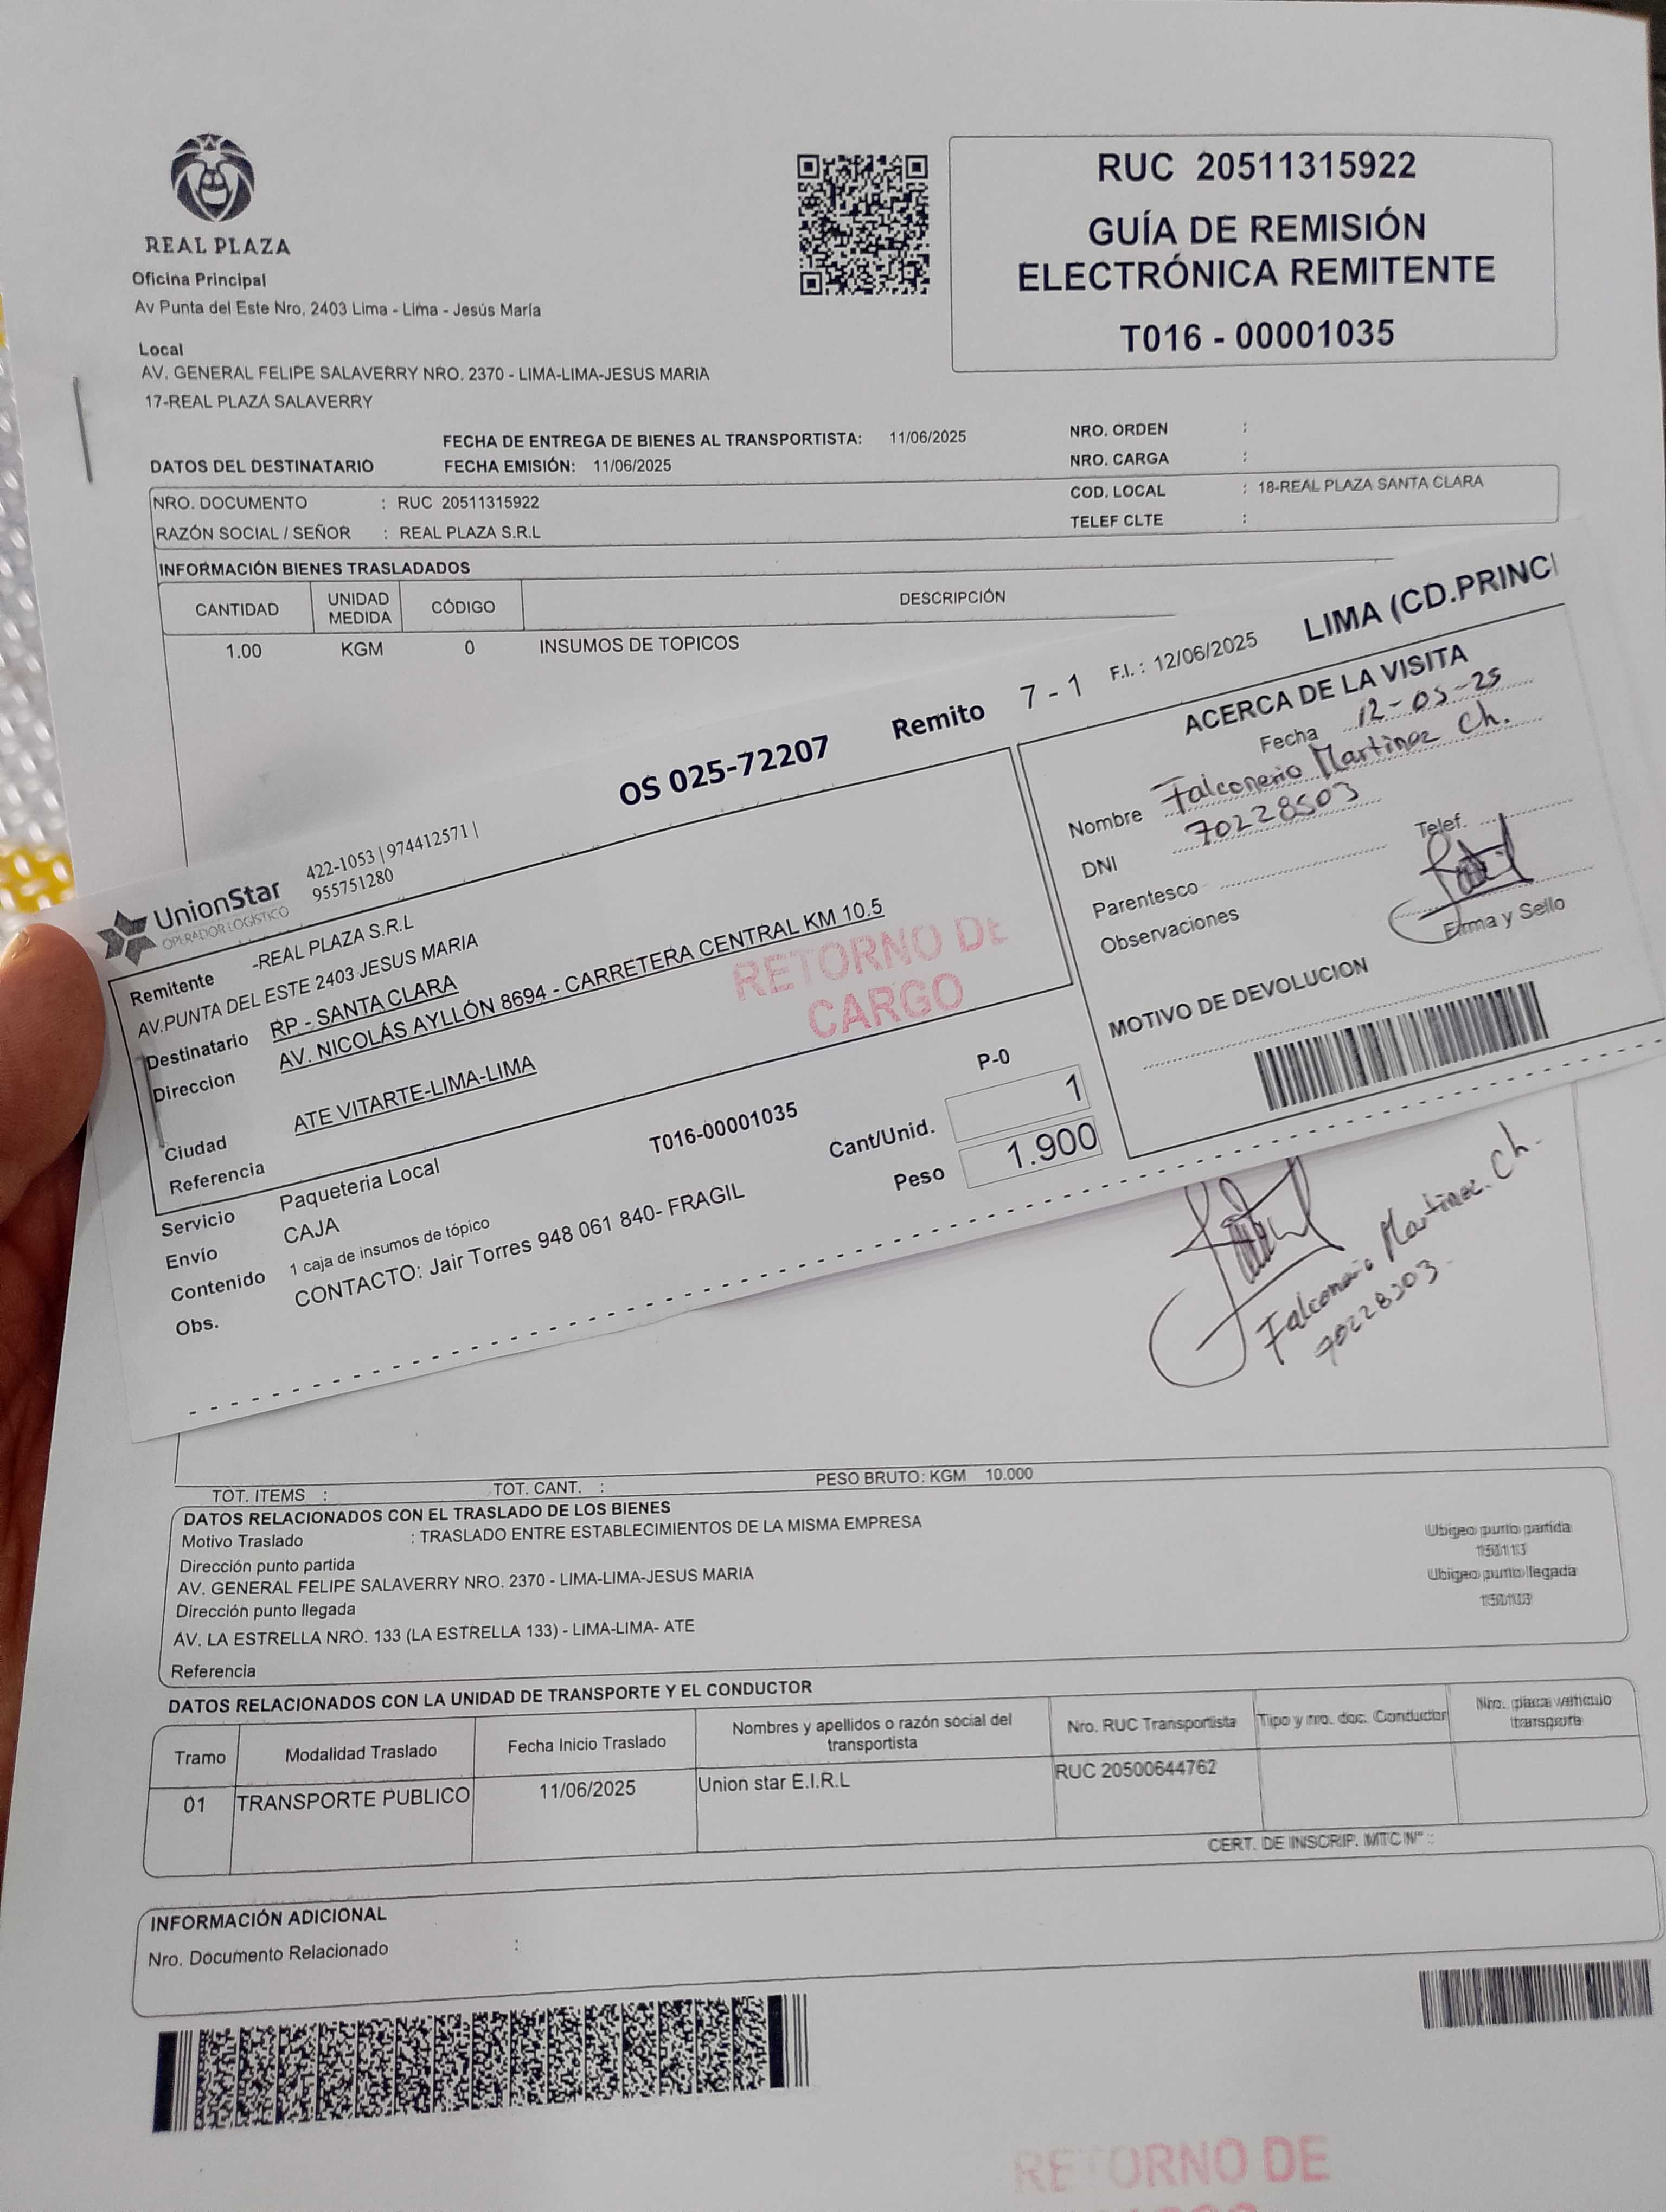 REAL PLAZA
Oficina Principal
Av Punta del Este Nro. 2403 Lima - Lima - Jesús María
Local
AV. GENERAL FELIPE SALAVERRY NRO. 2370 - LIMA-LIMA-JESUS MARIA
17-REAL PLAZA SALAVERRY
RUC 20511315922
GUÍA DE REMISIÓN
ELECTRÓNICA REMITENTE
T016 - 00001035
FECHA DE ENTREGA DE BIENES AL TRANSPORTISTA: 11/06/2025
NRO. ORDEN :
DATOS DEL DESTINATARIO FECHA EMISIÓN: 11/06/2025
NRO. CARGA :
NRO. DOCUMENTO : RUC 20511315922
COD. LOCAL : 18-REAL PLAZA SANTA CLARA
RAZÓN SOCIAL / SEÑOR : REAL PLAZA S.R.L
TELEF CLTE :
INFORMACIÓN BIENES TRASLADADOS
CANTIDAD UNIDAD MEDIDA CÓDIGO DESCRIPCIÓN
1.00 KGM 0 INSUMOS DE TOPICOS
UnionStar
OPERADOR LOGÍSTICO
422-1053 | 974412571 |
955751280
OS 025-72207 Remito 7 - 1 F.I. : 12/06/2025 LIMA (CD.PRINCI
Remitente -REAL PLAZA S.R.L
AV.PUNTA DEL ESTE 2403 JESUS MARIA
Destinatario RP - SANTA CLARA
Direccion AV. NICOLÁS AYLLÓN 8694 - CARRETERA CENTRAL KM 10.5
Ciudad ATE VITARTE-LIMA-LIMA
Referencia
RETORNO DE
CARGO
Servicio Paqueteria Local
T016-00001035
Envío CAJA
Contenido 1 caja de insumos de tópico
Obs. CONTACTO: Jair Torres 948 061 840- FRAGIL
P-0
Cant/Unid. 1
Peso 1.900
ACERCA DE LA VISITA
Fecha 12-05-25
Nombre Falconerio Martinez Ch.
DNI 70228503
Telef.
Parentesco
Observaciones
Firma y Sello
MOTIVO DE DEVOLUCION
Falconerio Martinez. Ch.
70228503
TOT. ITEMS : TOT. CANT. : PESO BRUTO: KGM 10.000
DATOS RELACIONADOS CON EL TRASLADO DE LOS BIENES
Motivo Traslado : TRASLADO ENTRE ESTABLECIMIENTOS DE LA MISMA EMPRESA
Dirección punto partida
AV. GENERAL FELIPE SALAVERRY NRO. 2370 - LIMA-LIMA-JESUS MARIA
Dirección punto llegada
AV. LA ESTRELLA NRO. 133 (LA ESTRELLA 133) - LIMA-LIMA- ATE
Referencia
Ubigeo punto partida
150113
Ubigeo punto llegada
150103
DATOS RELACIONADOS CON LA UNIDAD DE TRANSPORTE Y EL CONDUCTOR
Tramo Modalidad Traslado Fecha Inicio Traslado Nombres y apellidos o razón social del transportista Nro. RUC Transportista Tipo y nro. doc. Conductor Nro. placa vehiculo transporte
01 TRANSPORTE PUBLICO 11/06/2025 Union star E.I.R.L RUC 20500644762
CERT. DE INSCRIP. MTC N° :
INFORMACIÓN ADICIONAL
Nro. Documento Relacionado :
RETORNO DE